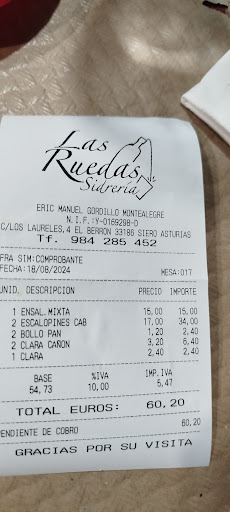 Las
Ruedas
Sidrería
ERIC MANUEL GORDILLO MONTEALEGRE
N.I.F.:Y-0169298-D
C/LOS LAURELES,4 EL BERRON 33186 SIERO ASTURIAS
Tf. 984 285 452
FRA SIM:COMPROBANTE
FECHA:18/08/2024 MESA:01T
UNID. DESCRIPCION PRECIO IMPORTE
1 ENSAL.MIXTA 15,00 15,00
2 ESCALOPINES CAB 17,00 34,00
2 BOLLO PAN 1,20 2,40
2 CLARA CAÑON 3,20 6,40
1 CLARA 2,40 2,40
BASE %IVA IMP.IVA
54,73 10,00 5,47
TOTAL EUROS: 60,20
PENDIENTE DE COBRO 60,20
GRACIAS POR SU VISITA